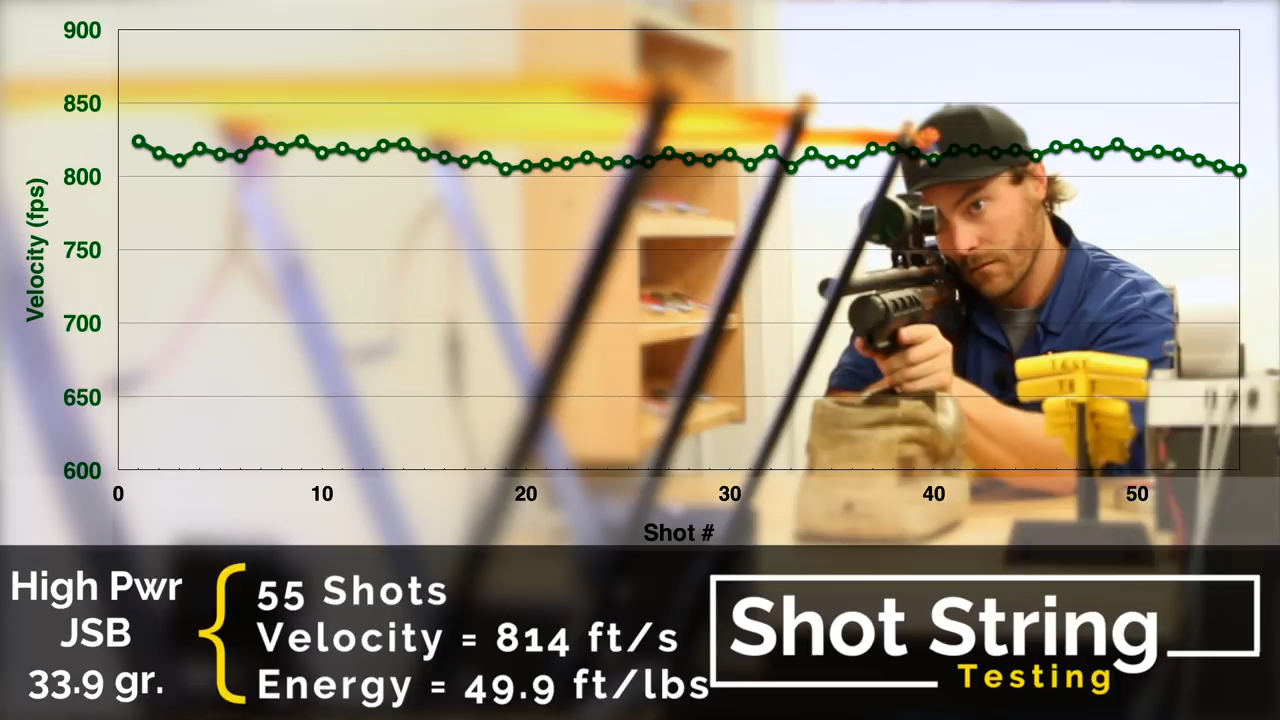 900
850
800
750
700
650
600
Velocity (fps)
0 10 20 30 40 50
Shot #
TEST
High Pwr
JSB
33.9 gr.
{
55 Shots
Velocity = 814 ft/s
Energy = 49.9 ft/lbs
Shot String
Testing